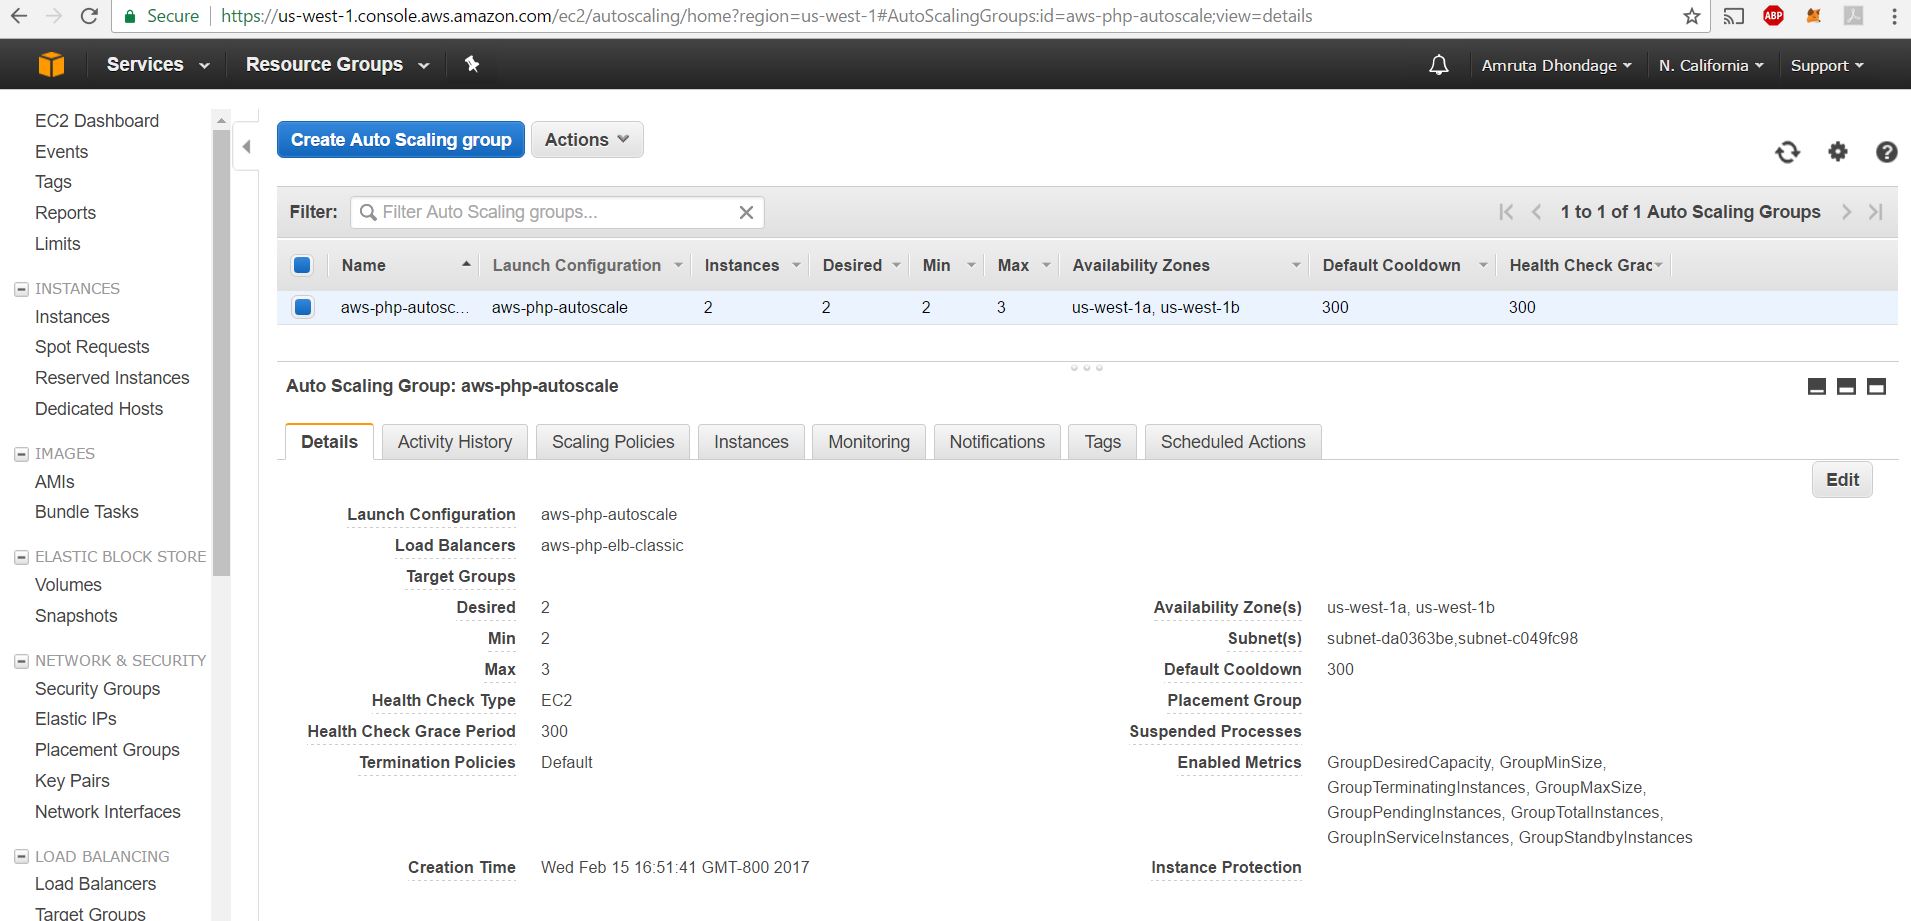 Secure https://us-west-1.console.aws.amazon.com/ec2/autoscaling/home?region=us-west-1#AutoScalingGroups:id=aws-php-autoscale;view=details ABP
Services Resource Groups Amruta Dhondage N. California Support
EC2 Dashboard
Events
Tags
Reports
Limits
INSTANCES
Instances
Spot Requests
Reserved Instances
Dedicated Hosts
IMAGES
AMIs
Bundle Tasks
ELASTIC BLOCK STORE
Volumes
Snapshots
NETWORK & SECURITY
Security Groups
Elastic IPs
Placement Groups
Key Pairs
Network Interfaces
LOAD BALANCING
Load Balancers
Target Groups
Create Auto Scaling group Actions
Filter: Filter Auto Scaling groups... 1 to 1 of 1 Auto Scaling Groups
Name Launch Configuration Instances Desired Min Max Availability Zones Default Cooldown Health Check Grac
aws-php-autosc... aws-php-autoscale 2 2 2 3 us-west-1a, us-west-1b 300 300
Auto Scaling Group: aws-php-autoscale
Details Activity History Scaling Policies Instances Monitoring Notifications Tags Scheduled Actions
Edit
Launch Configuration aws-php-autoscale
Load Balancers aws-php-elb-classic
Target Groups
Desired 2 Availability Zone(s) us-west-1a, us-west-1b
Min 2 Subnet(s) subnet-da0363be,subnet-c049fc98
Max 3 Default Cooldown 300
Health Check Type EC2 Placement Group
Health Check Grace Period 300 Suspended Processes
Termination Policies Default Enabled Metrics GroupDesiredCapacity, GroupMinSize,
GroupTerminatingInstances, GroupMaxSize,
GroupPendingInstances, GroupTotalInstances,
GroupInServiceInstances, GroupStandbyInstances
Creation Time Wed Feb 15 16:51:41 GMT-800 2017 Instance Protection